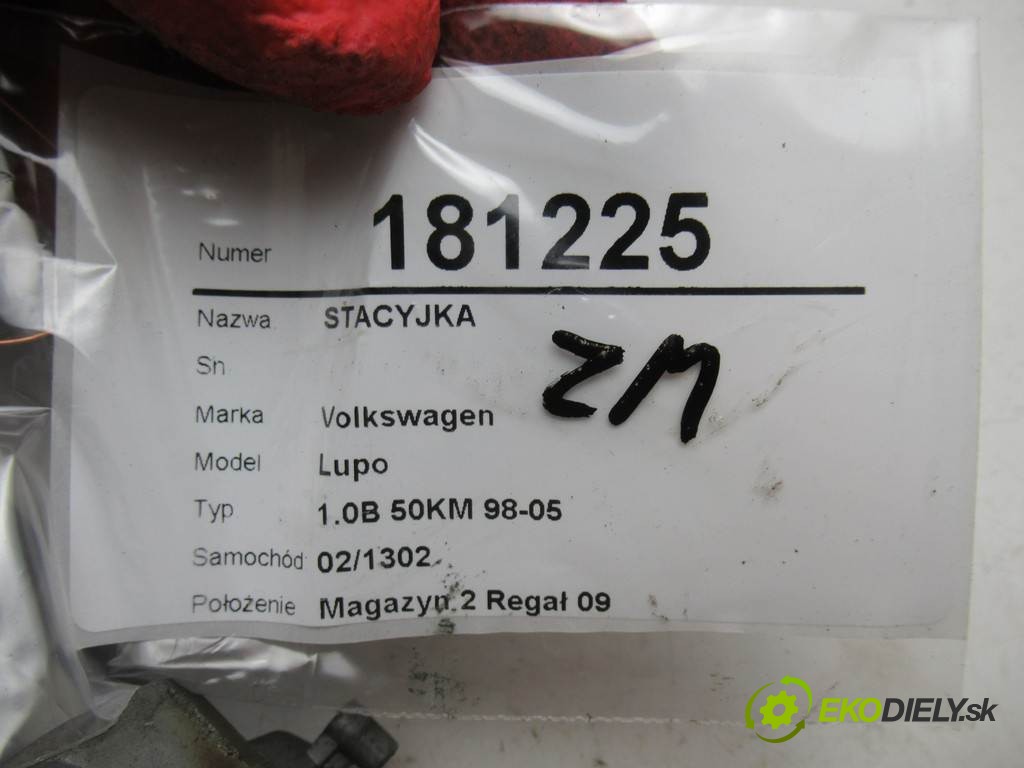 Numer 181225
Nazwa STACYJKA
Sn
ZM
Marka Volkswagen
Model Lupo
Typ 1.0B 50KM 98-05
Samochód 02/1302
Położenie Magazyn 2 Regał 09
EKODIELY.sk